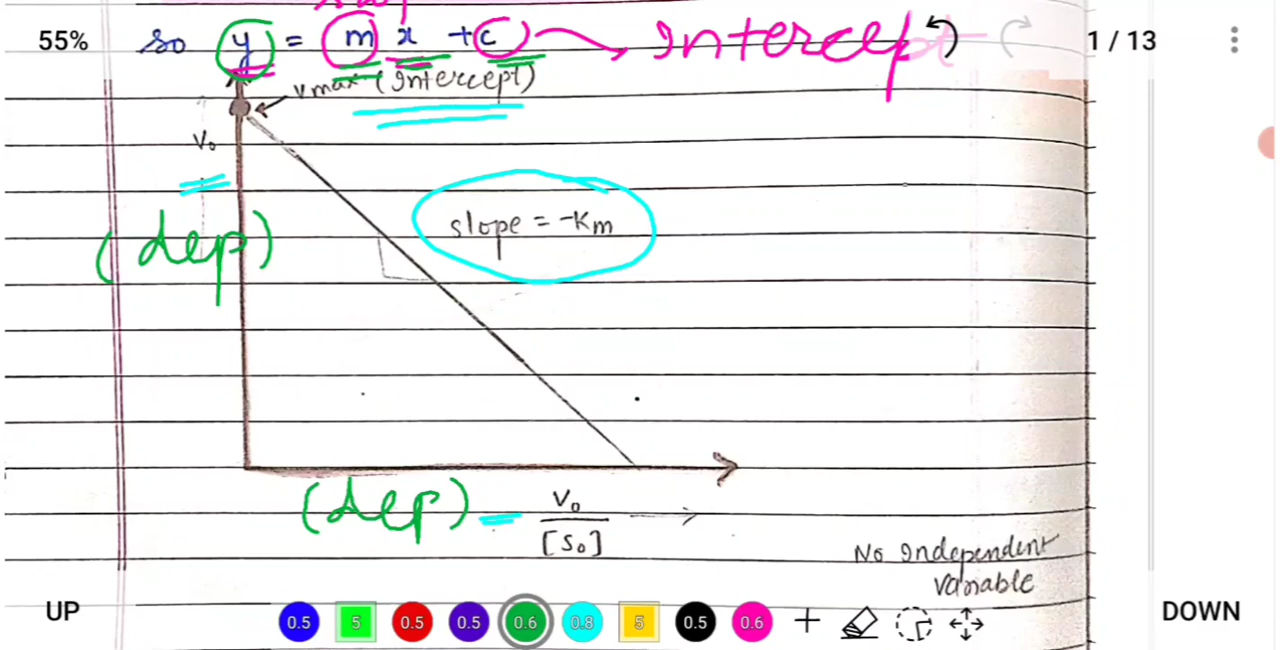 55%
so y = m x + c → Intercept
1 / 13
Vmax (Intercept)
V₀
(dep)
slope = -Km
(dep)
V₀
[S₀]
No Independent
Variable
UP
0.5 5 0.5 0.5 0.6 0.8 5 0.5 0.6 +
DOWN